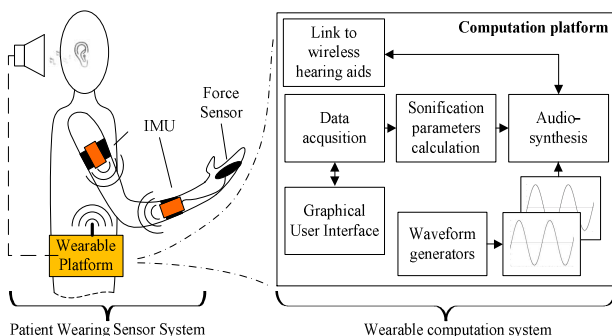 Computation platform
Link to
wireless
hearing aids
Force
Sensor
IMU
Data
acqusition
Sonification
parameters
calculation
Audio-
synthesis
Graphical
User Interface
Waveform
generators
Wearable
Platform
Patient Wearing Sensor System
Wearable computation system